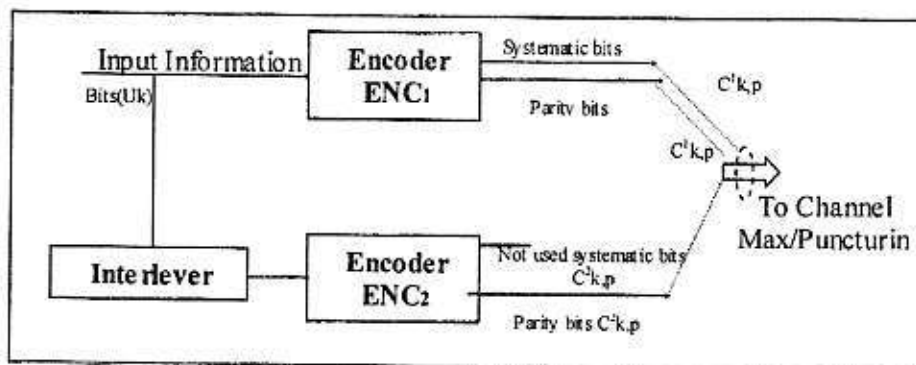 Input Information
Bits(Uk)
Encoder
ENC1
Systematic bits
Parity bits
C¹k,p
C¹k,p
To Channel
Max/Puncturin
Interlever
Encoder
ENC2
Not used systematic bits
C²k,p
Parity bits C²k,p